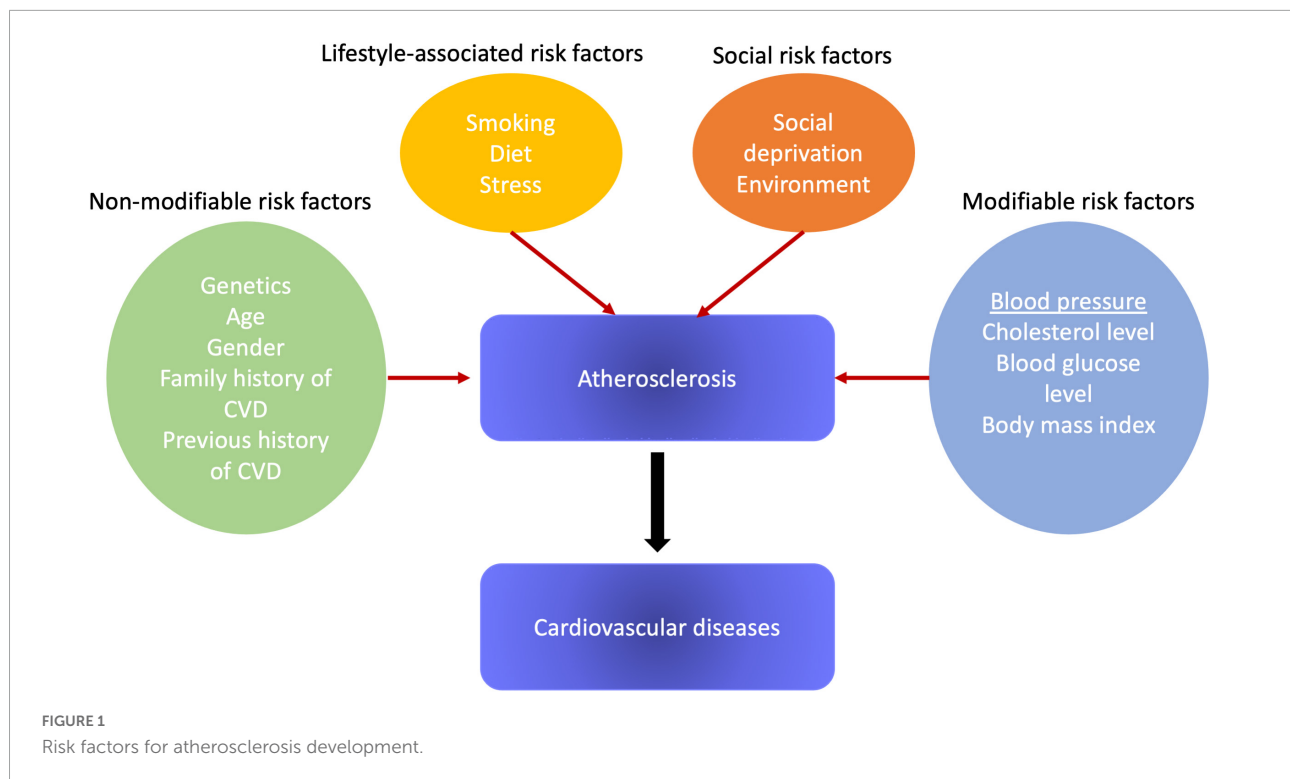 Lifestyle-associated risk factors
Smoking
Diet
Stress
Social risk factors
Social
deprivation
Environment
Non-modifiable risk factors
Genetics
Age
Gender
Family history of
CVD
Previous history
of CVD
Modifiable risk factors
Blood pressure
Cholesterol level
Blood glucose
level
Body mass index
Atherosclerosis
Cardiovascular diseases
FIGURE 1
Risk factors for atherosclerosis development.